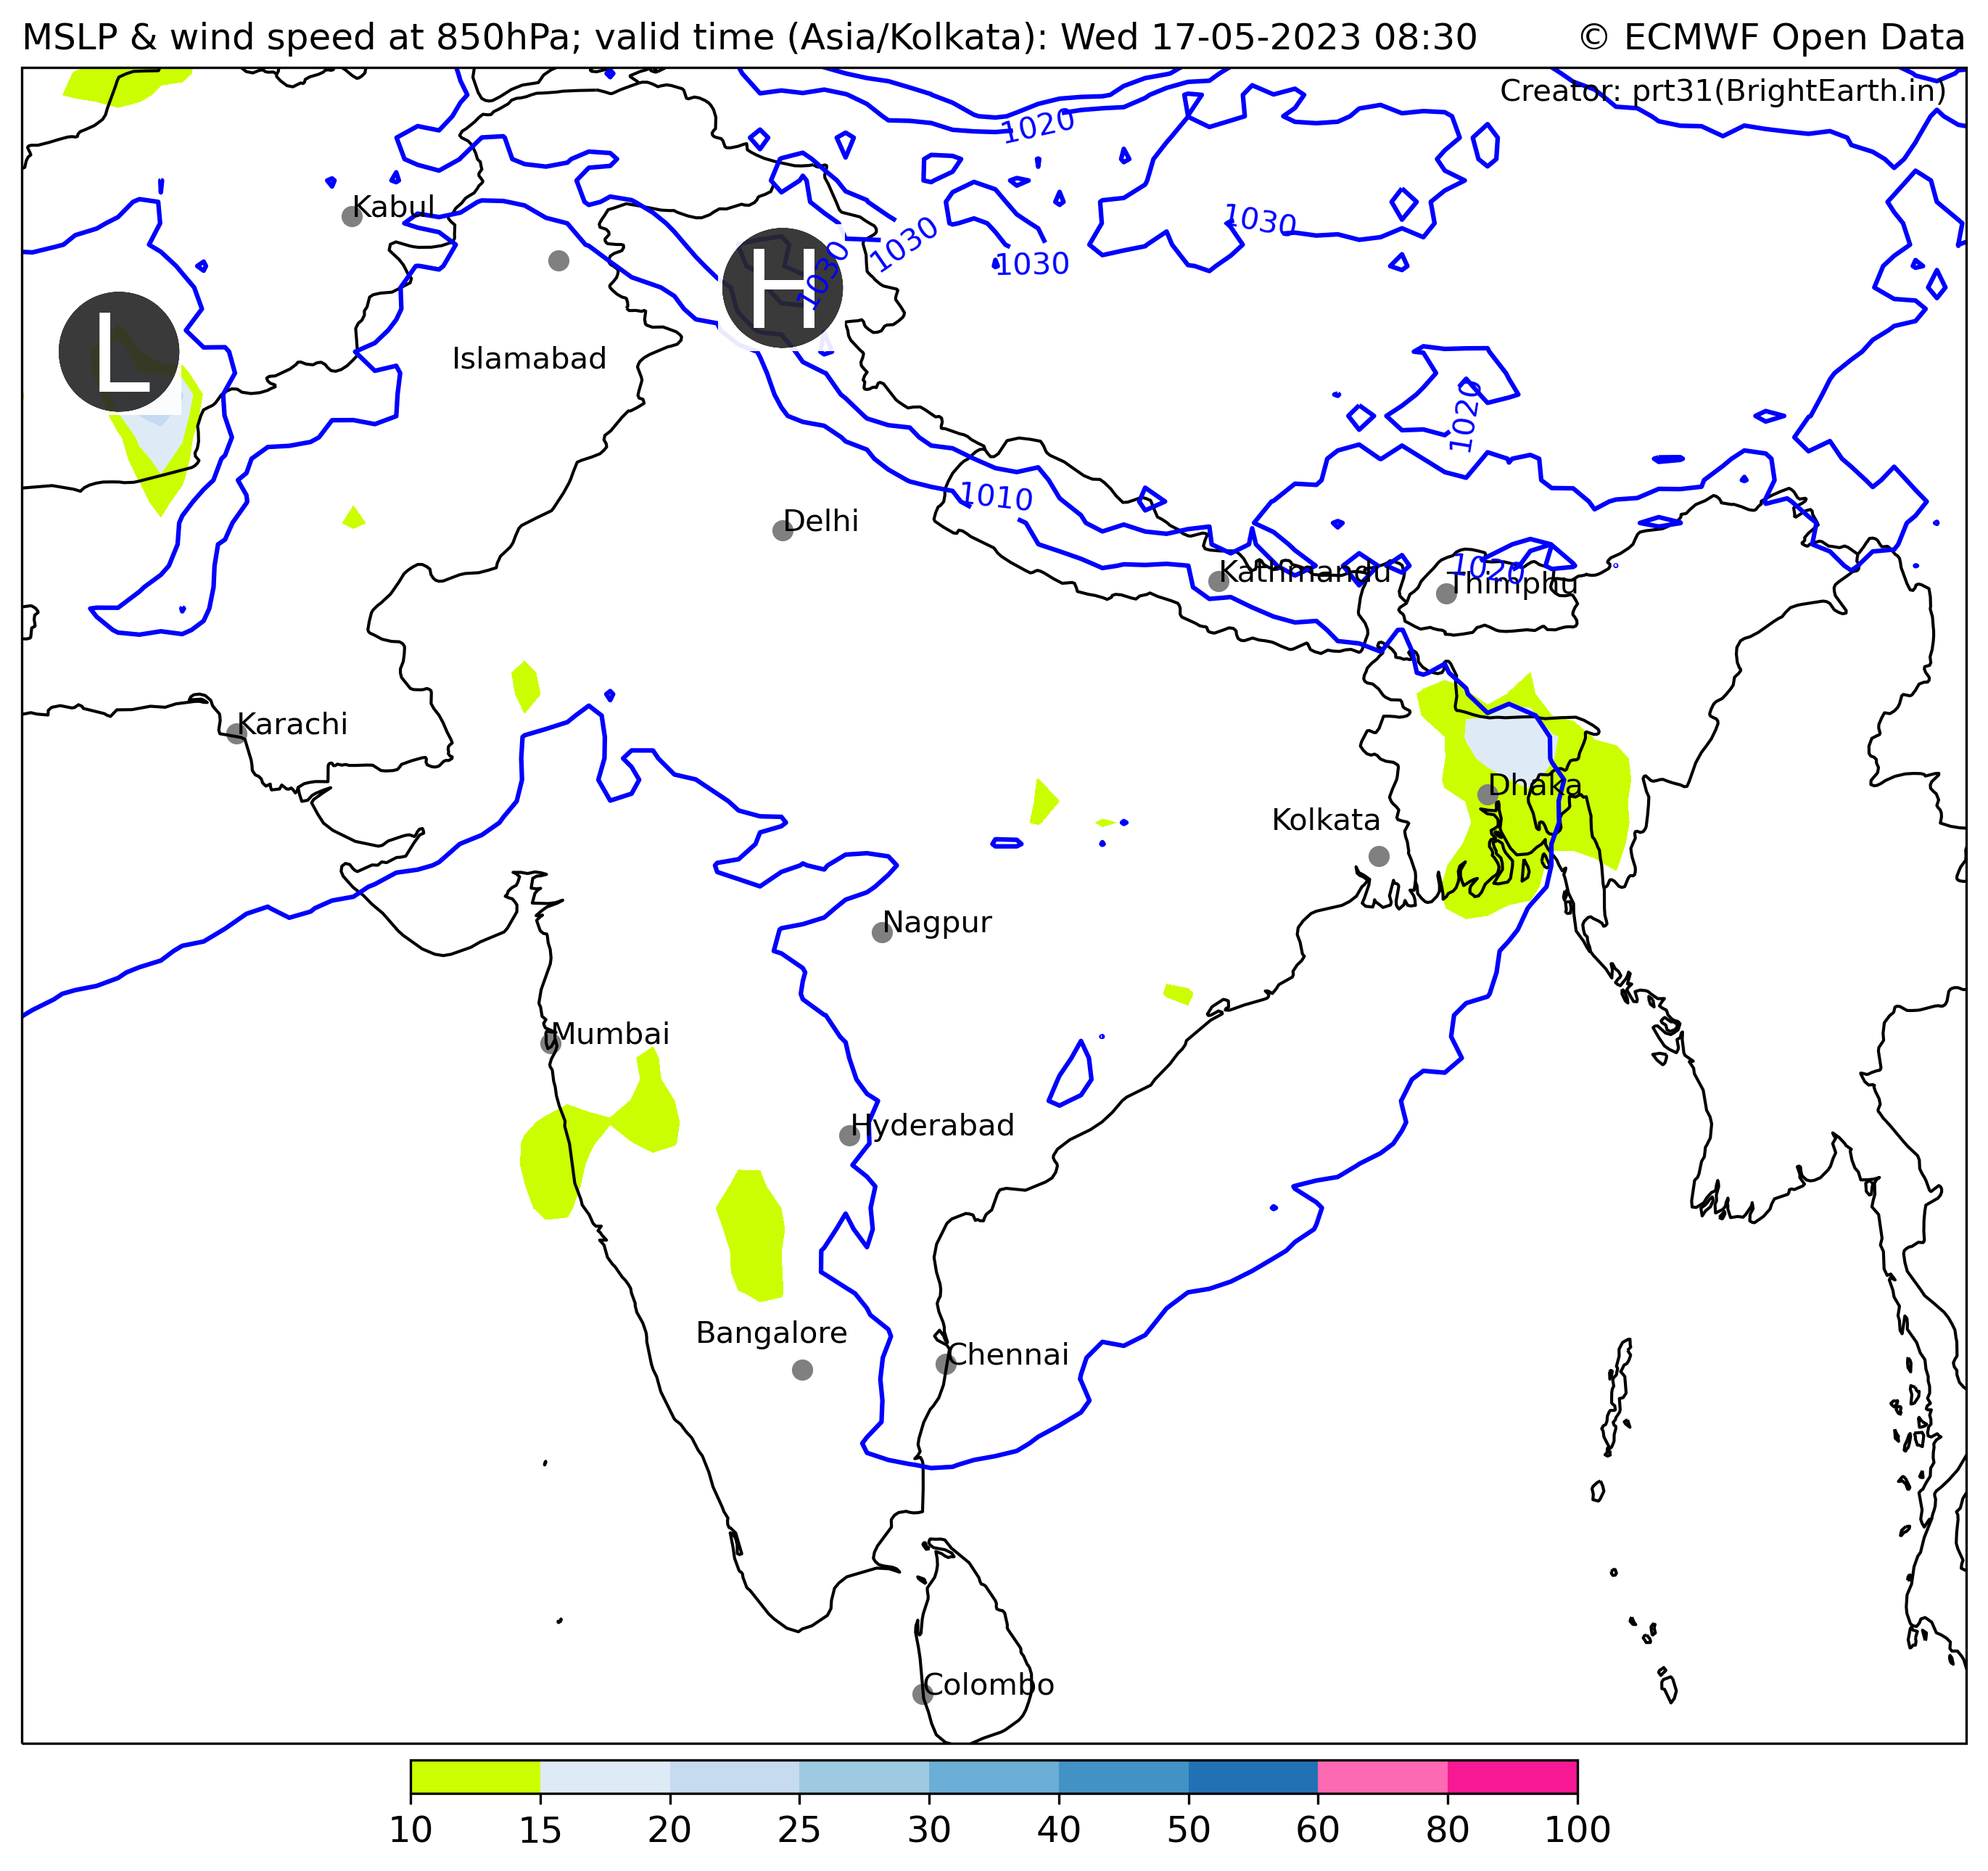 MSLP & wind speed at 850hPa; valid time (Asia/Kolkata): Wed 17-05-2023 08:30
© ECMWF Open Data
Creator: prt31(BrightEarth.in)
1020
Kabul
1030
1030
1030
1030
H
L
Islamabad
1020
1010
Delhi
1020
Kathmandu
Thimphu
Karachi
Dhaka
Kolkata
Nagpur
Mumbai
Hyderabad
Bangalore
Chennai
Colombo
10 15 20 25 30 40 50 60 80 100